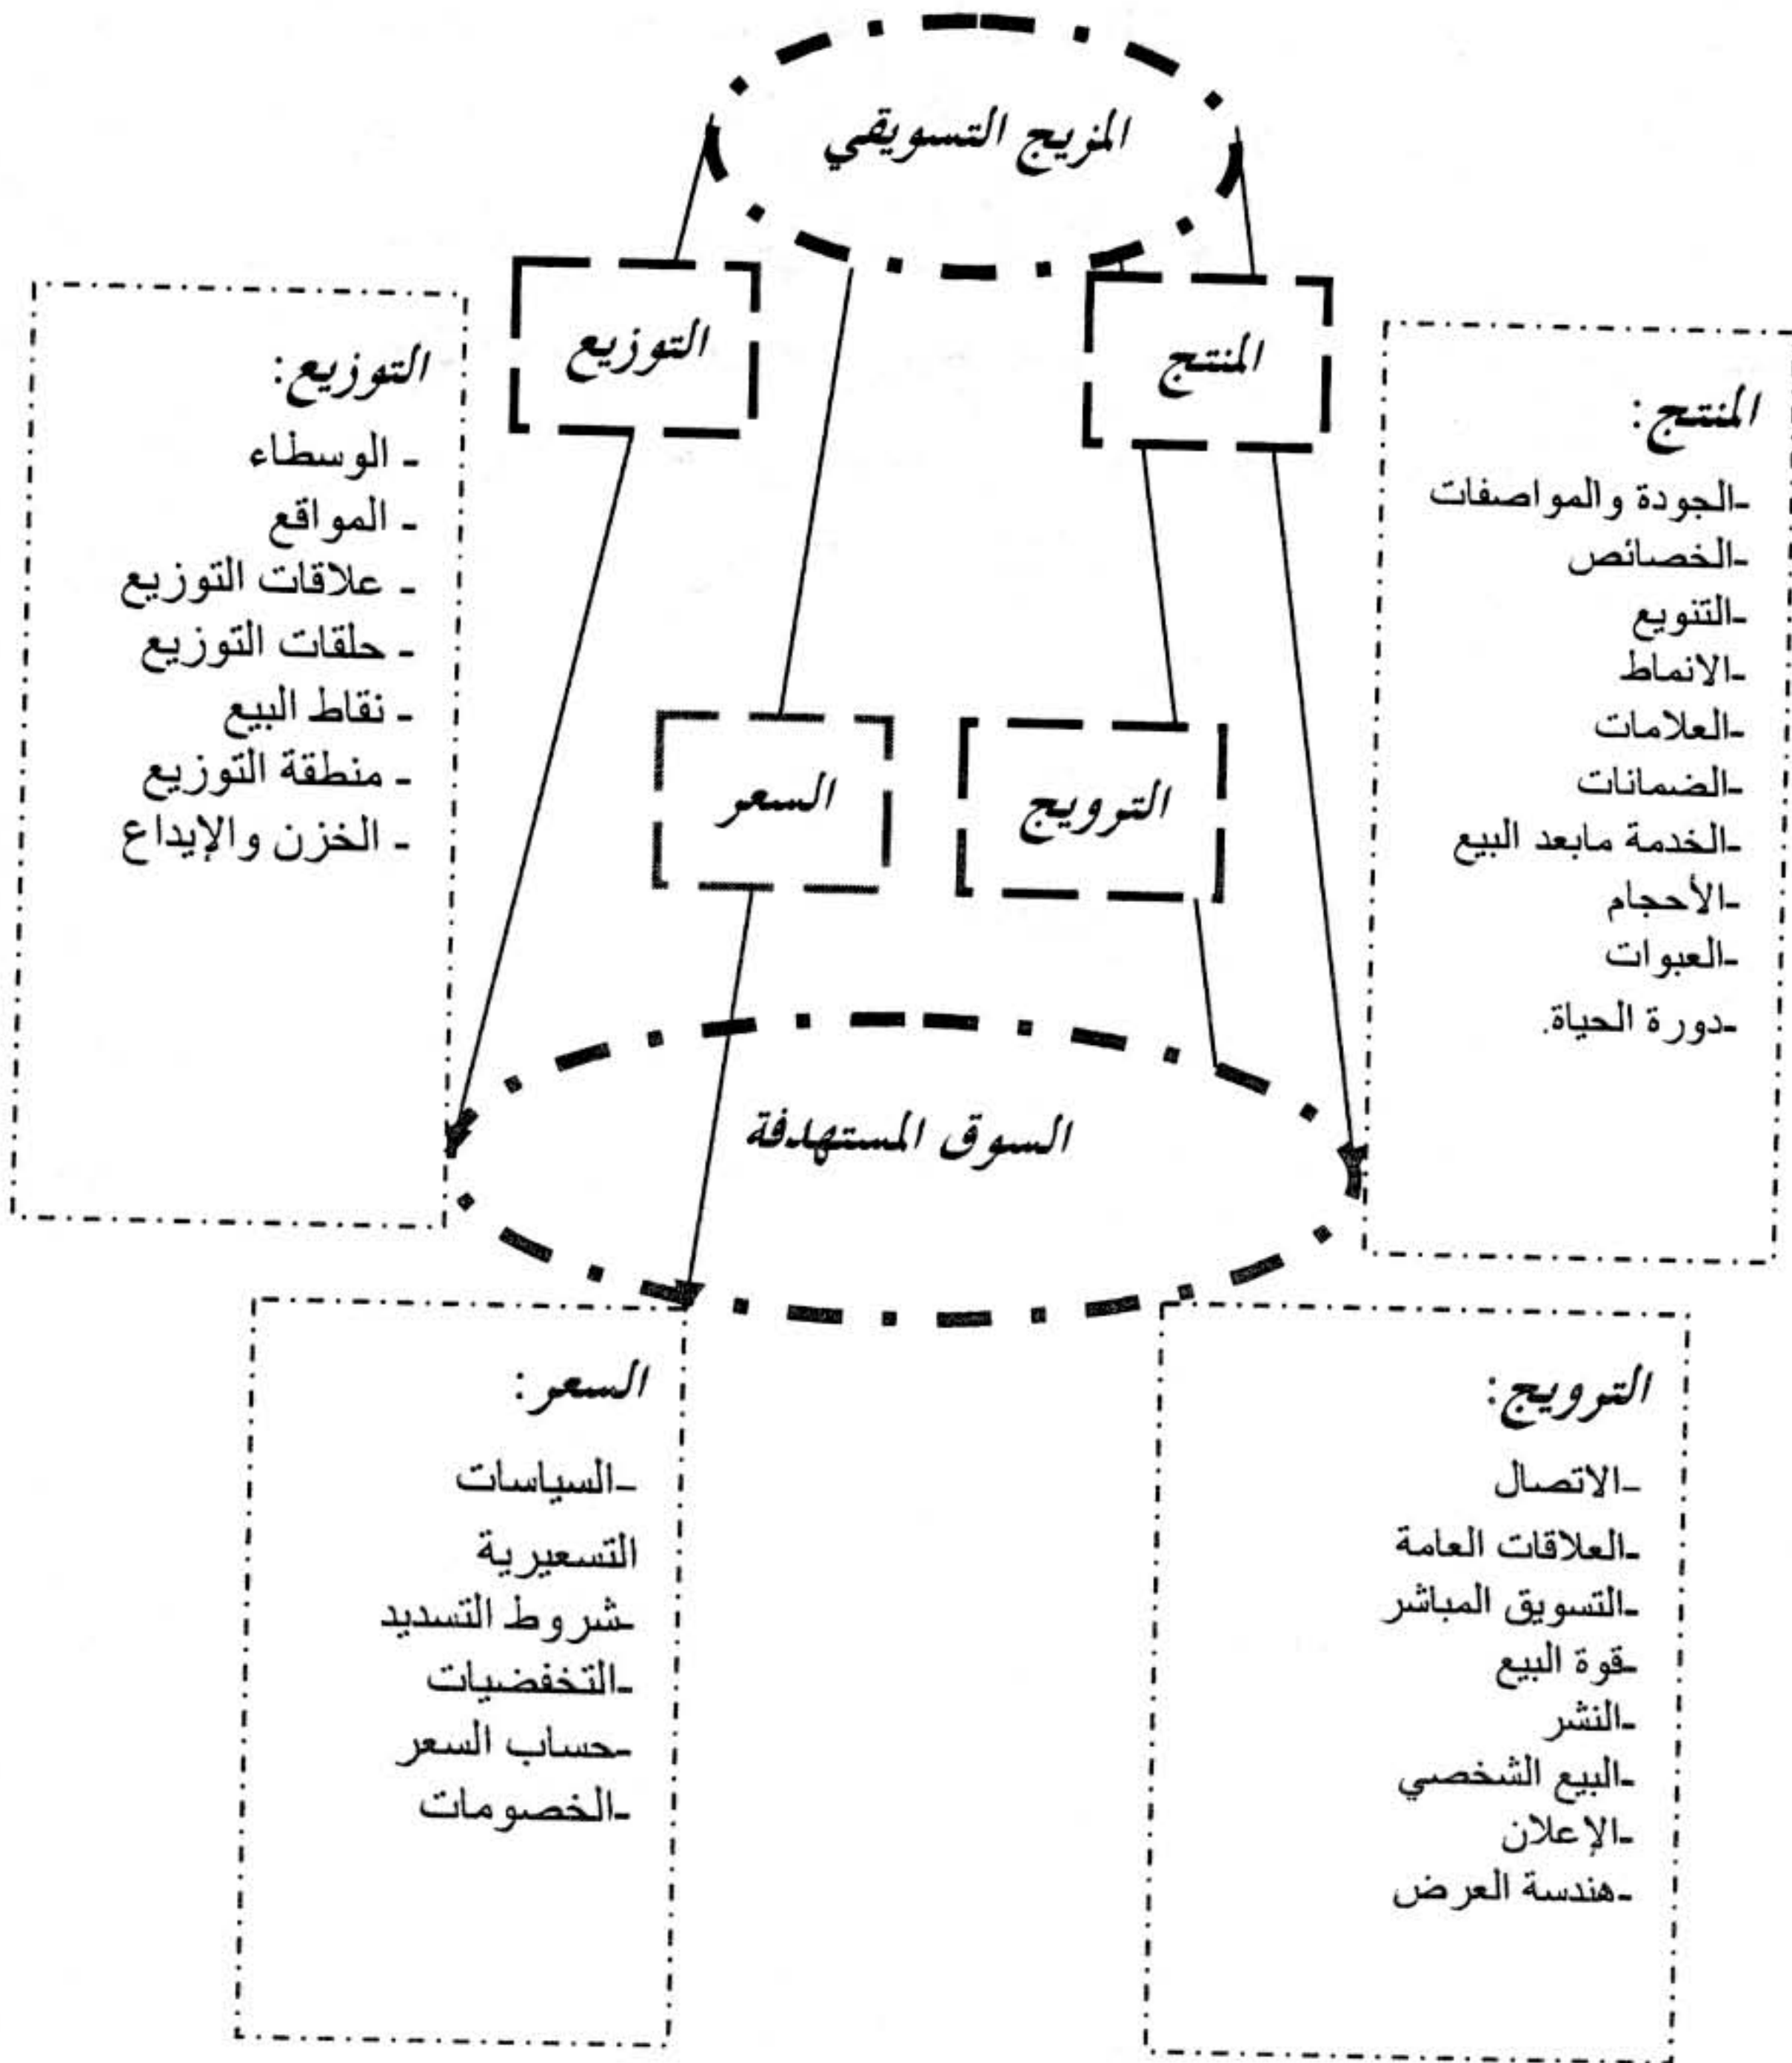 المزيج التسويقي
المنتج
التوزيع
المنتج:
-الجودة والمواصفات
-الخصائص
-التنويع
-الانماط
-العلامات
-الضمانات
-الخدمة مابعد البيع
-الأحجام
-العبوات
-دورة الحياة.
التوزيع:
- الوسطاء
- المواقع
- علاقات التوزيع
- حلقات التوزيع
- نقاط البيع
- منطقة التوزيع
- الخزن والإيداع
الترويج
السعر
السوق المستهدفة
الترويج:
-الاتصال
-العلاقات العامة
-التسويق المباشر
-قوة البيع
-النشر
-البيع الشخصي
-الإعلان
-هندسة العرض
السعر:
-السياسات
التسعيرية
-شروط التسديد
-التخفضيات
-حساب السعر
-الخصومات